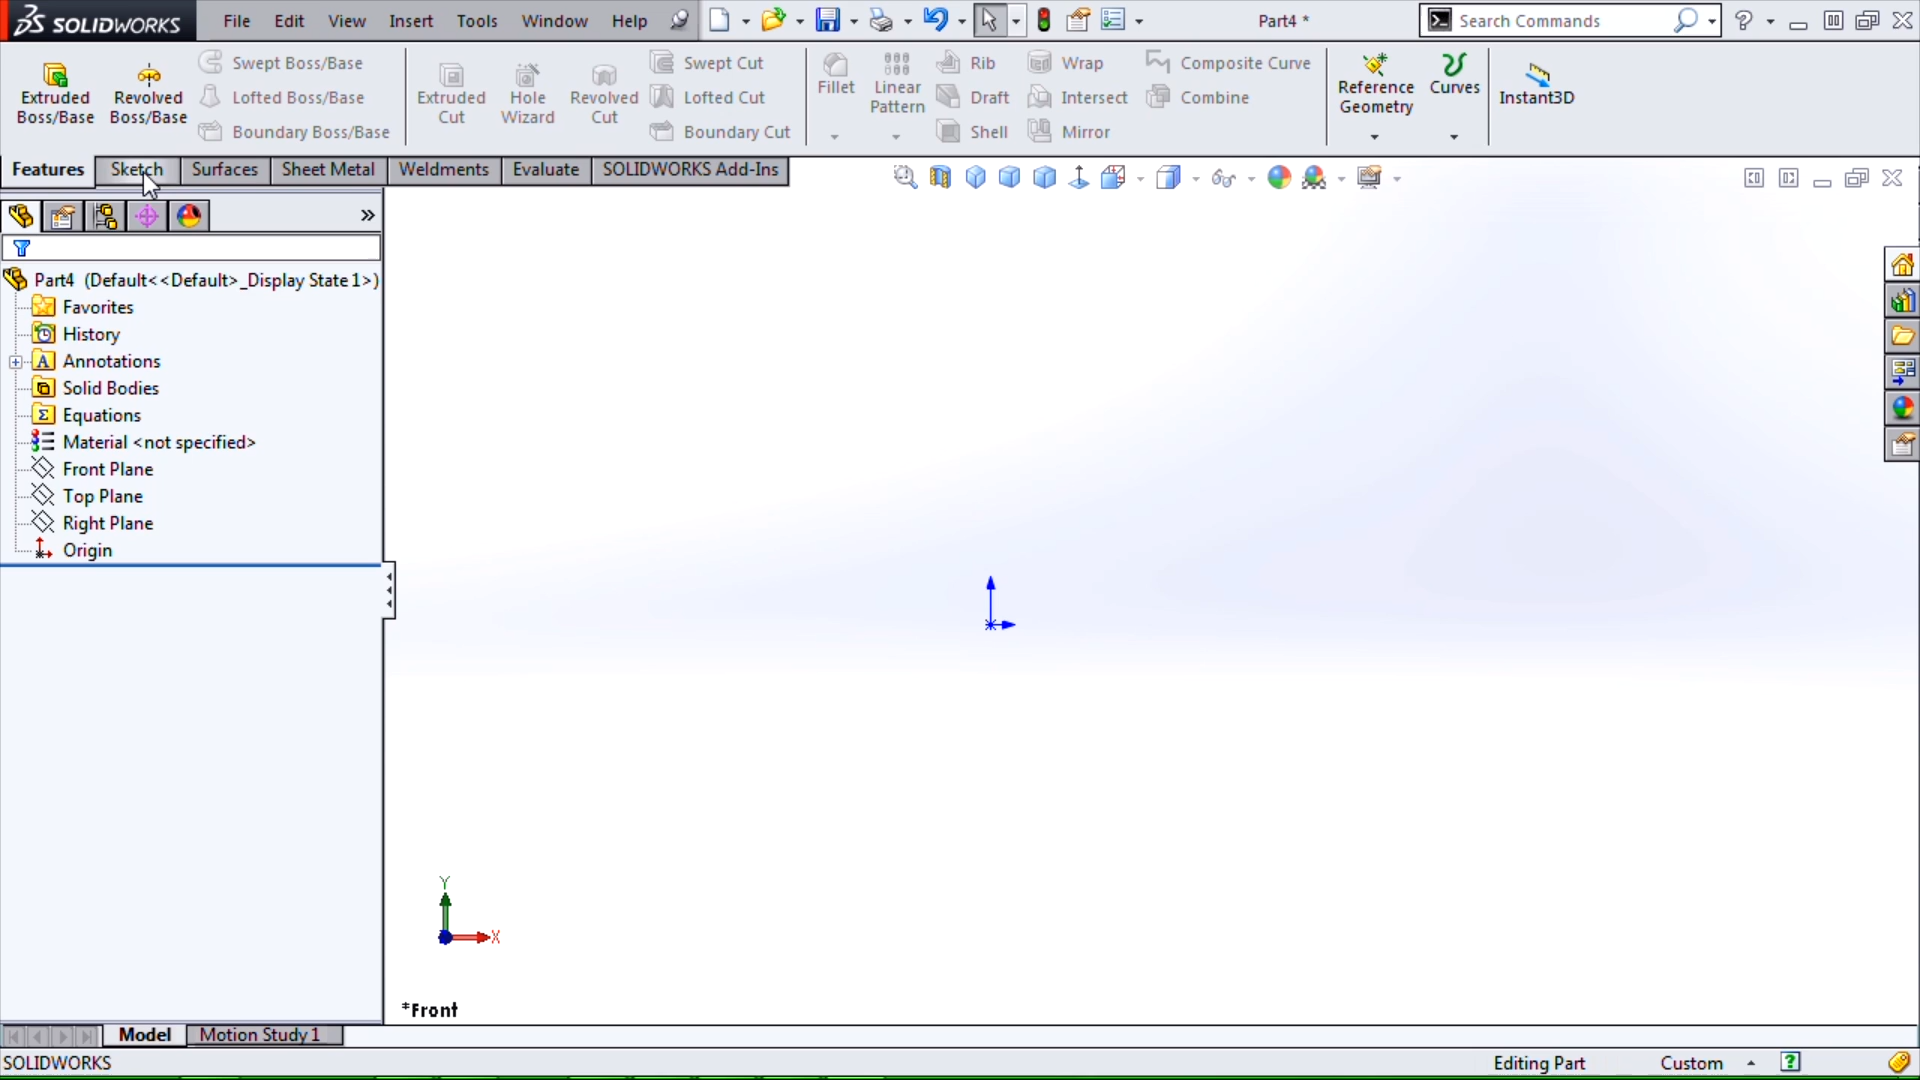 SOLIDWORKS File Edit View Insert Tools Window Help Part4 * Search Commands ?
Extruded Boss/Base
Revolved Boss/Base
Swept Boss/Base
Lofted Boss/Base
Boundary Boss/Base
Extruded Cut
Hole Wizard
Revolved Cut
Swept Cut
Lofted Cut
Boundary Cut
Fillet
Linear Pattern
Rib
Draft
Shell
Wrap
Intersect
Mirror
Composite Curve
Combine
Reference Geometry
Curves
Instant3D
Features Sketch Surfaces Sheet Metal Weldments Evaluate SOLIDWORKS Add-Ins
»
Part4 (Default<<Default>_Display State 1>)
Favorites
History
A Annotations
Solid Bodies
Σ Equations
Material <not specified>
Front Plane
Top Plane
Right Plane
Origin
Y
X
*Front
Model Motion Study 1
SOLIDWORKS Editing Part Custom ?